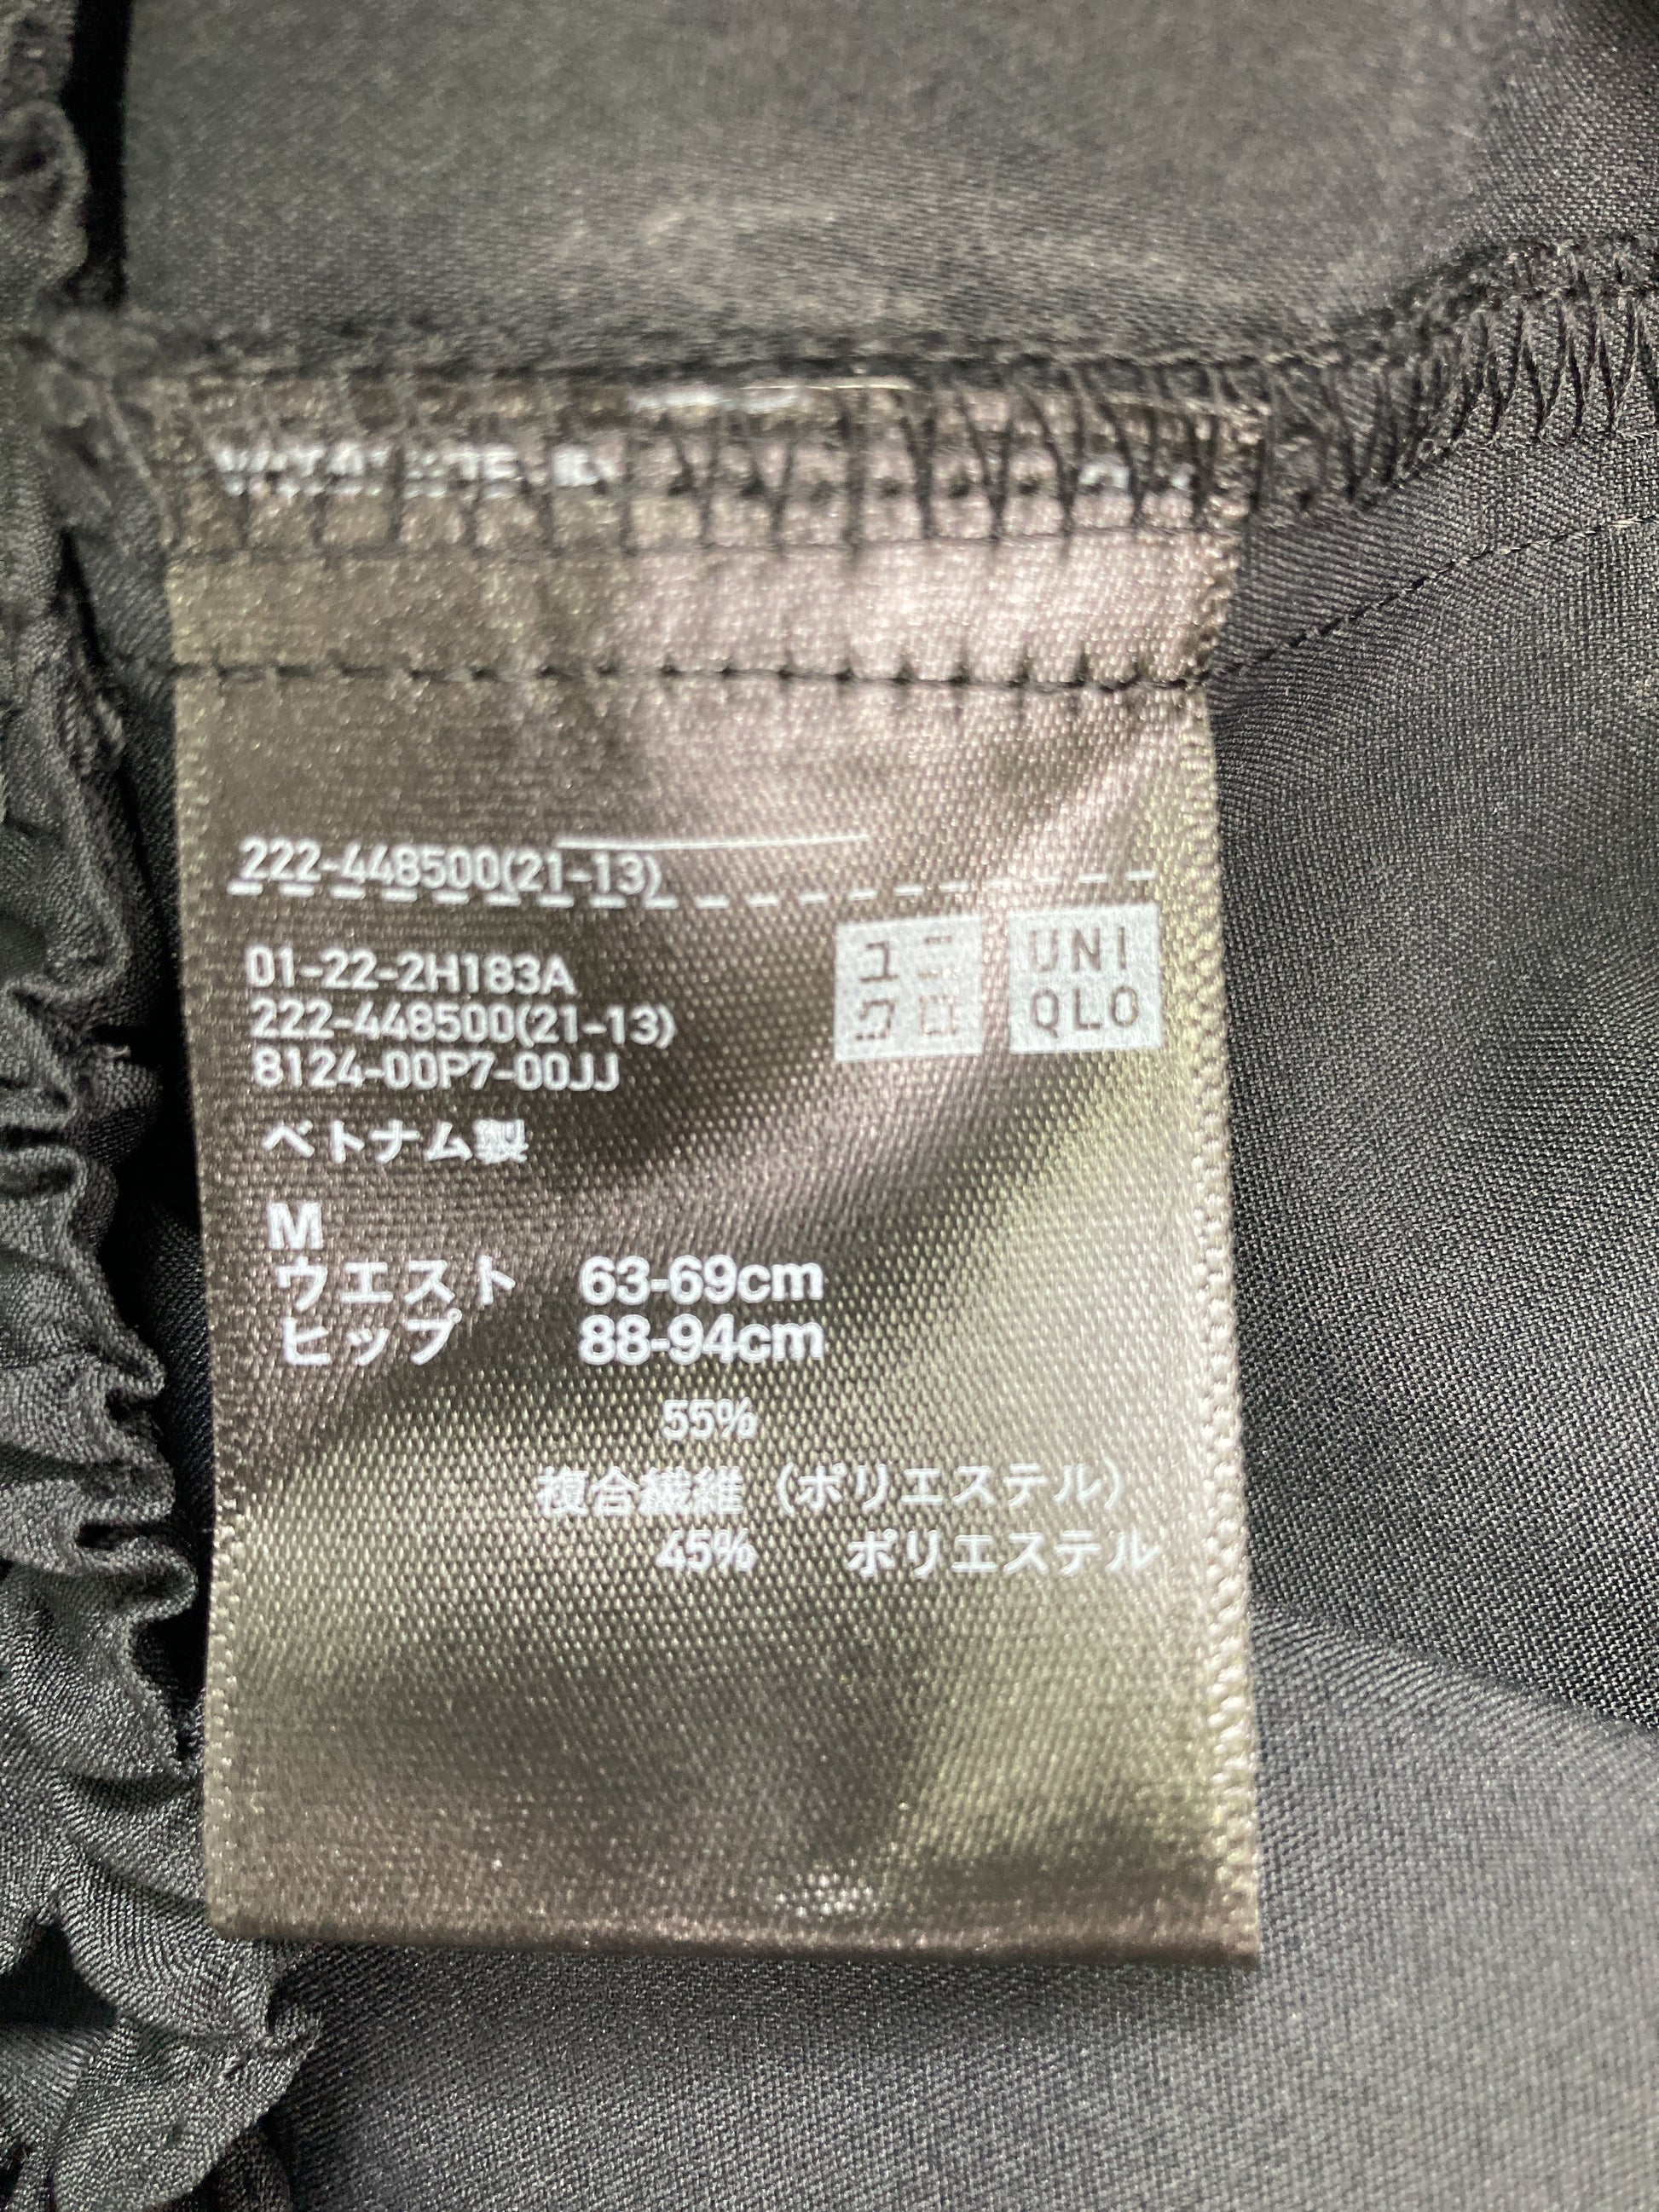 222-448500(21-13)
ユニ
クロ
UNI
QLO
01-22-2H183A
222-448500(21-13)
8124-00P7-00JJ
ベトナム製
M
ウエスト 63-69cm
ヒップ 88-94cm
55%
複合繊維 (ポリエステル)
45% ポリエステル